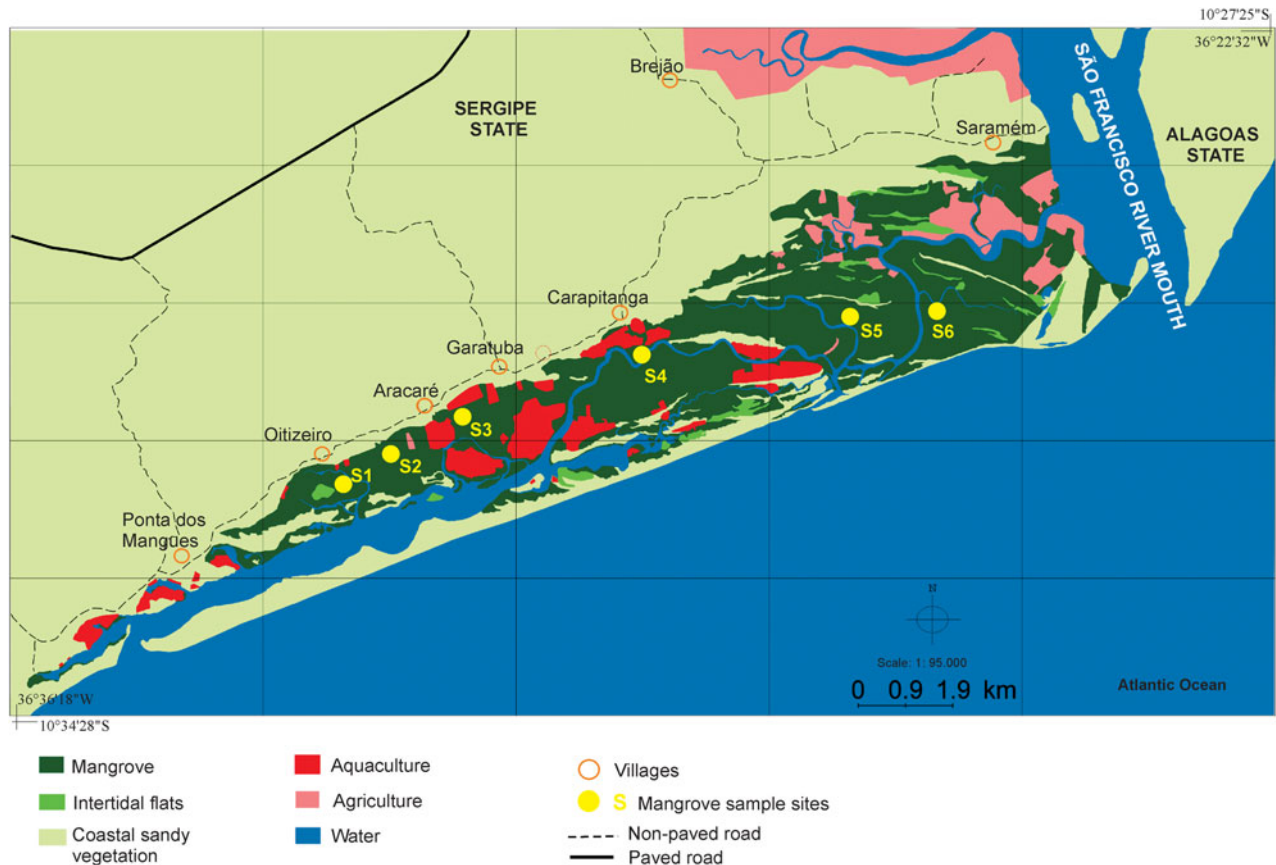 10°27'25"S
36°22'32"W
Brejão
SÃO FRANCISCO RIVER MOUTH
SERGIPE
STATE
Saramém
ALAGOAS
STATE
Carapitanga
S5
S6
Garatuba
S4
Aracaré
S3
Oitizeiro
S2
S1
Ponta dos
Mangues
N
Scale: 1: 95.000
0 0.9 1.9 km
Atlantic Ocean
36°36'18"W
10°34'28"S
Mangrove
Aquaculture
Villages
Intertidal flats
Agriculture
S Mangrove sample sites
Coastal sandy
vegetation
Water
Non-paved road
Paved road